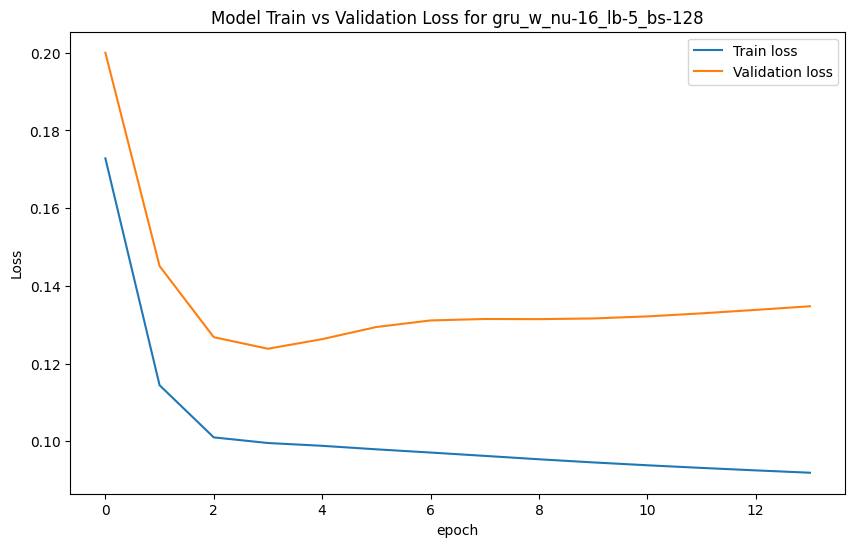 Model Train vs Validation Loss for gru_w_nu-16_lb-5_bs-128
Train loss
Validation loss
0.20
0.18
0.16
0.14
0.12
0.10
Loss
0 2 4 6 8 10 12
epoch